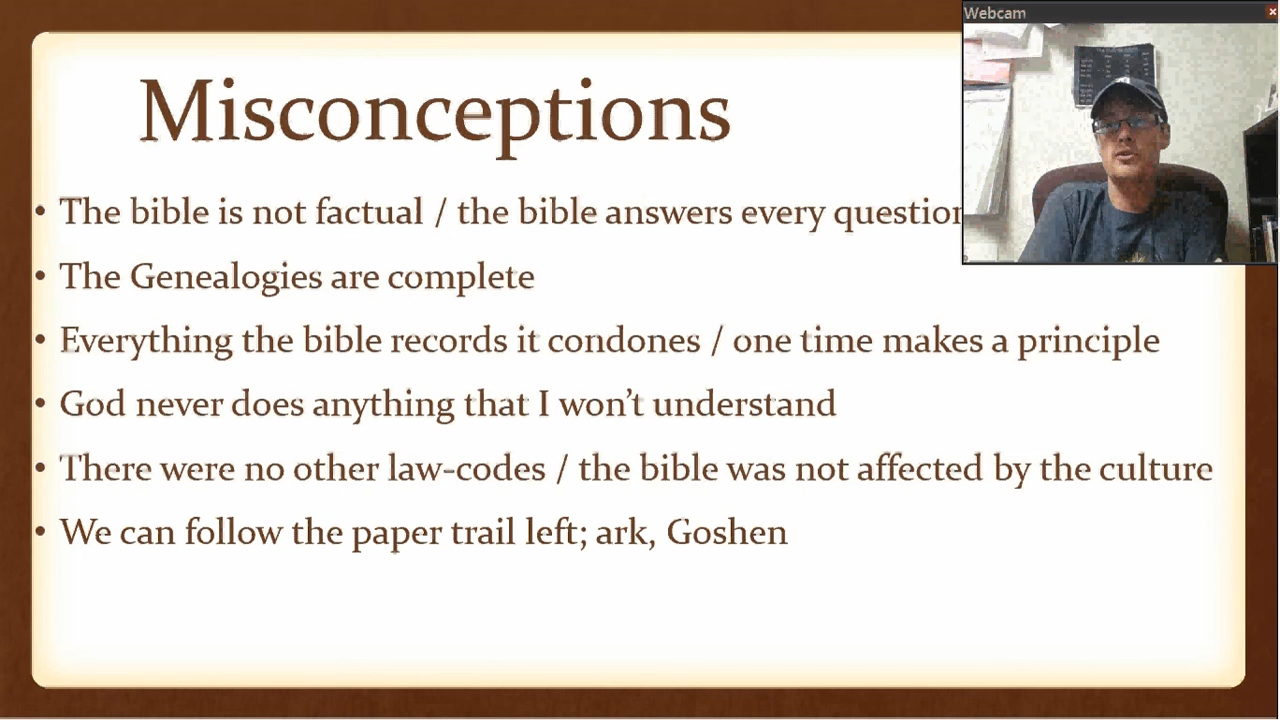 Webcam
Misconceptions
• The bible is not factual / the bible answers every question
• The Genealogies are complete
• Everything the bible records it condones / one time makes a principle
• God never does anything that I won’t understand
• There were no other law-codes / the bible was not affected by the culture
• We can follow the paper trail left; ark, Goshen